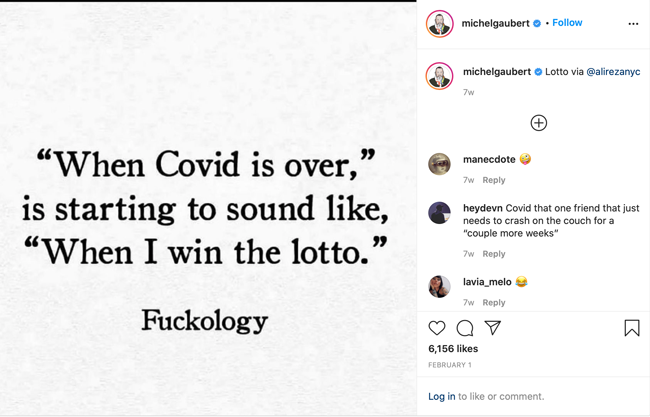 “When Covid is over,”
is starting to sound like,
“When I win the lotto.”
Fuckology
michelgaubert • Follow
michelgaubert Lotto via @alirezanyc
7w
manecdote 🤪
7w Reply
heydevn Covid that one friend that just
needs to crash on the couch for a
“couple more weeks”
7w Reply
lavia_melo 😂
7w Reply
6,156 likes
FEBRUARY 1
Log in to like or comment.